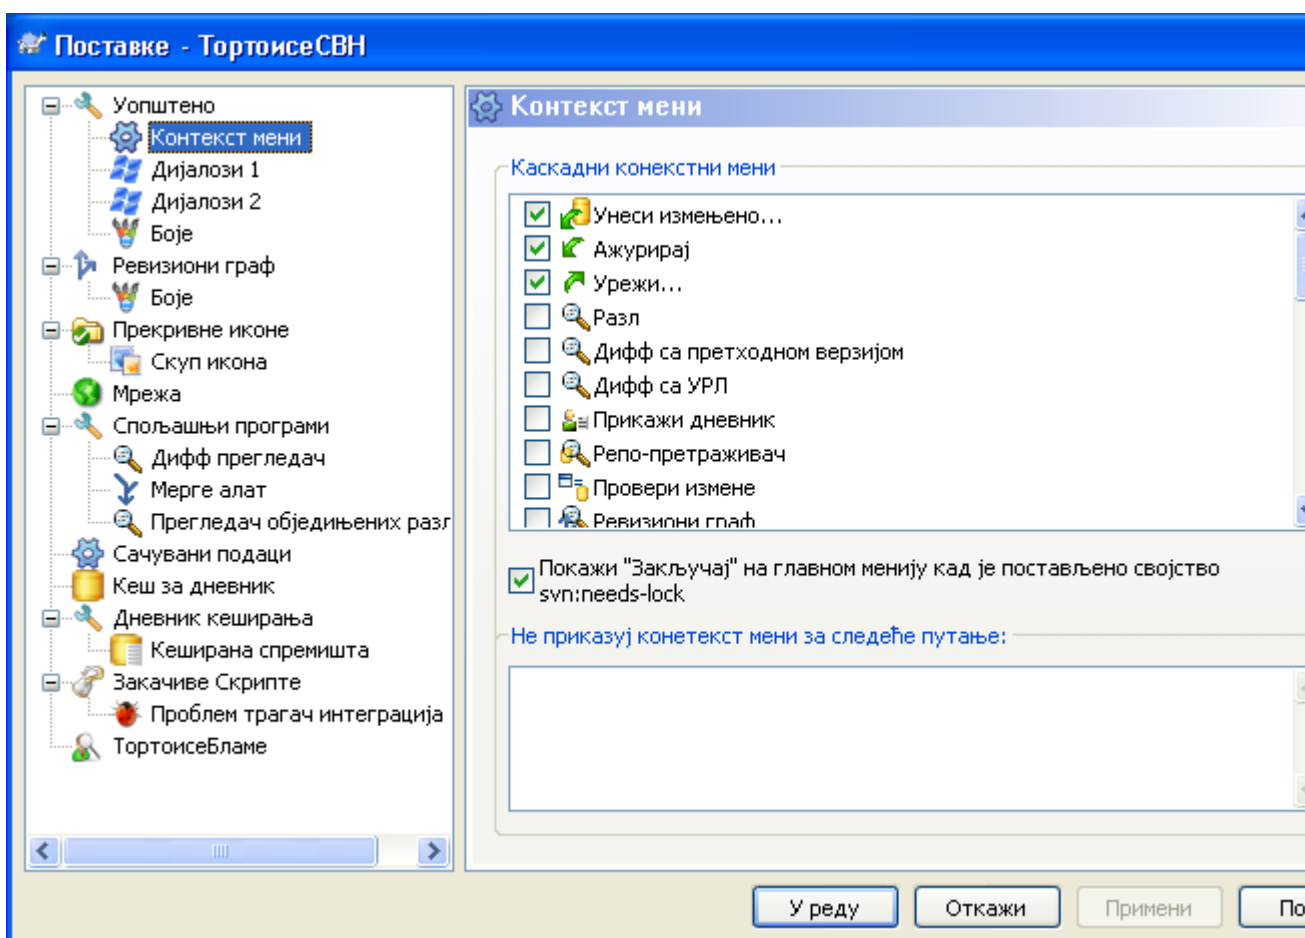 Поставке - ТортоисеСВН
Уопштено
Контекст мени
Дијалози 1
Дијалози 2
Боје
Ревизиони граф
Боје
Прекривне иконе
Скуп икона
Мрежа
Спољашњи програми
Дифф прегледач
Мерге алат
Прегледач обједињених разл
Сачувани подаци
Кеш за дневник
Дневник кеширања
Кеширана спремишта
Закачиве Скрипте
Проблем трагач интеграција
ТортоисеБламе
Контекст мени
Каскадни конекстни мени
Унеси измењено...
Ажурирај
Урежи...
Разл
Дифф са претходном верзијом
Дифф са УРЛ
Прикажи дневник
Репо-претраживач
Провери измене
Ревизиони граф
Покажи "Закључај" на главном менију кад је постављено својство
svn:needs-lock
Не приказуј конетекст мени за следеће путање:
У реду
Откажи
Примени
По